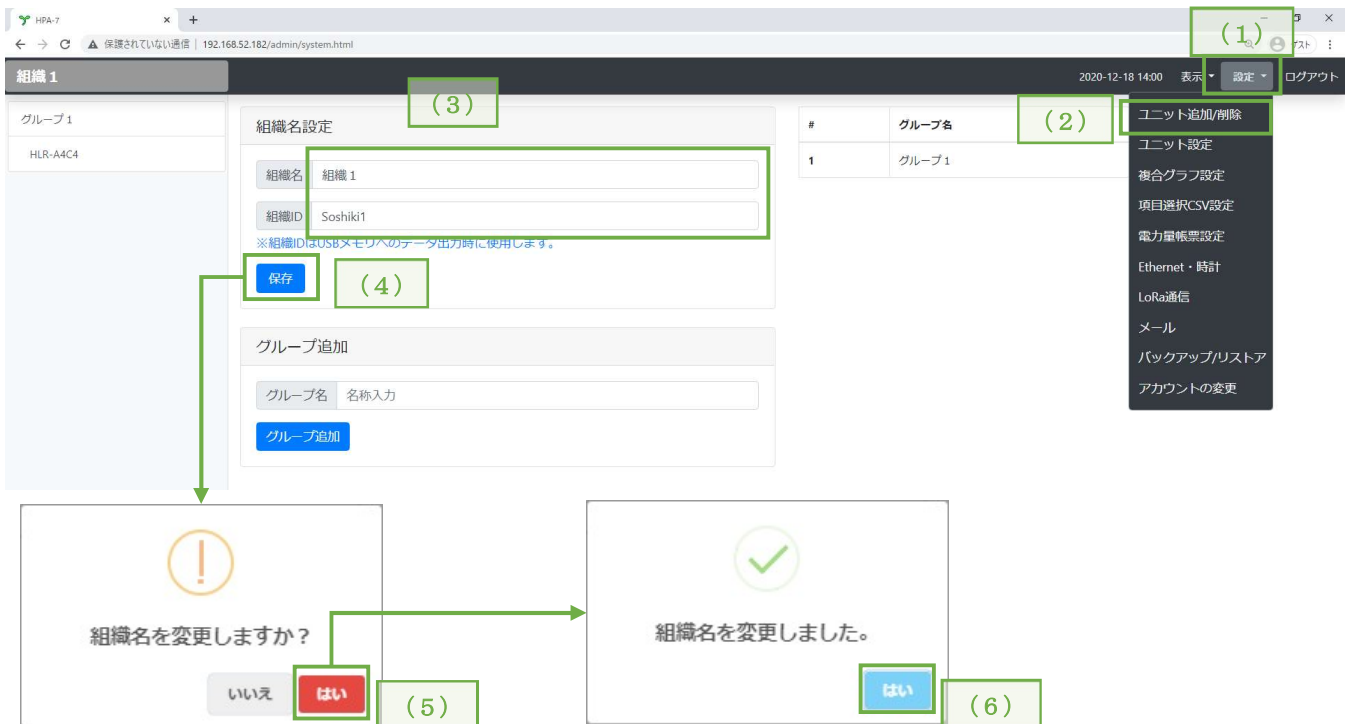 HPA-7
保護されていない通信 | 192.168.52.182/admin/system.html
(1)
ゲスト
組織1
2020-12-18 14:00 表示 設定 ログアウト
グループ1
HLR-A4C4
(3)
組織名設定
組織名 組織1
組織ID Soshiki1
※組織IDはUSBメモリへのデータ出力時に使用します。
保存
(4)
グループ追加
グループ名 名称入力
グループ追加
# グループ名
1 グループ1
(2)
ユニット追加/削除
ユニット設定
複合グラフ設定
項目選択CSV設定
電力量帳票設定
Ethernet・時計
LoRa通信
メール
バックアップ/リストア
アカウントの変更
組織名を変更しますか？
いいえ はい
(5)
組織名を変更しました。
はい
(6)